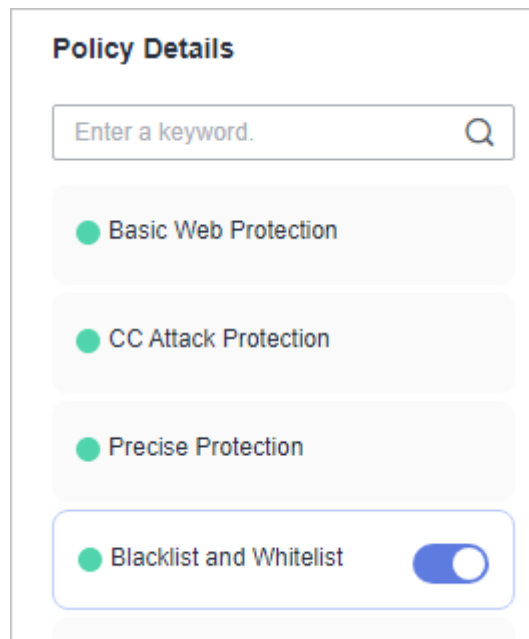 Policy Details
Enter a keyword.
Basic Web Protection
CC Attack Protection
Precise Protection
Blacklist and Whitelist